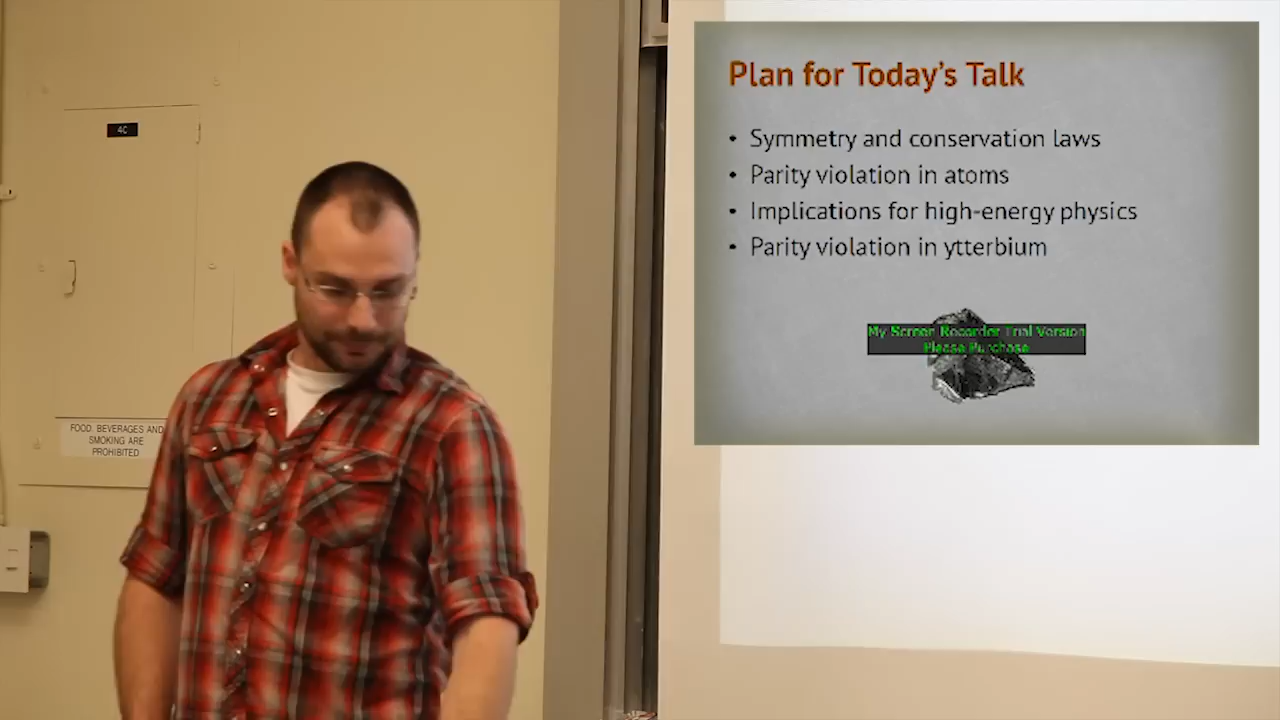 4C
FOOD, BEVERAGES AND
SMOKING ARE
PROHIBITED
Plan for Today's Talk
• Symmetry and conservation laws
• Parity violation in atoms
• Implications for high-energy physics
• Parity violation in ytterbium
My Screen Recorder Trial Version
Please Purchase